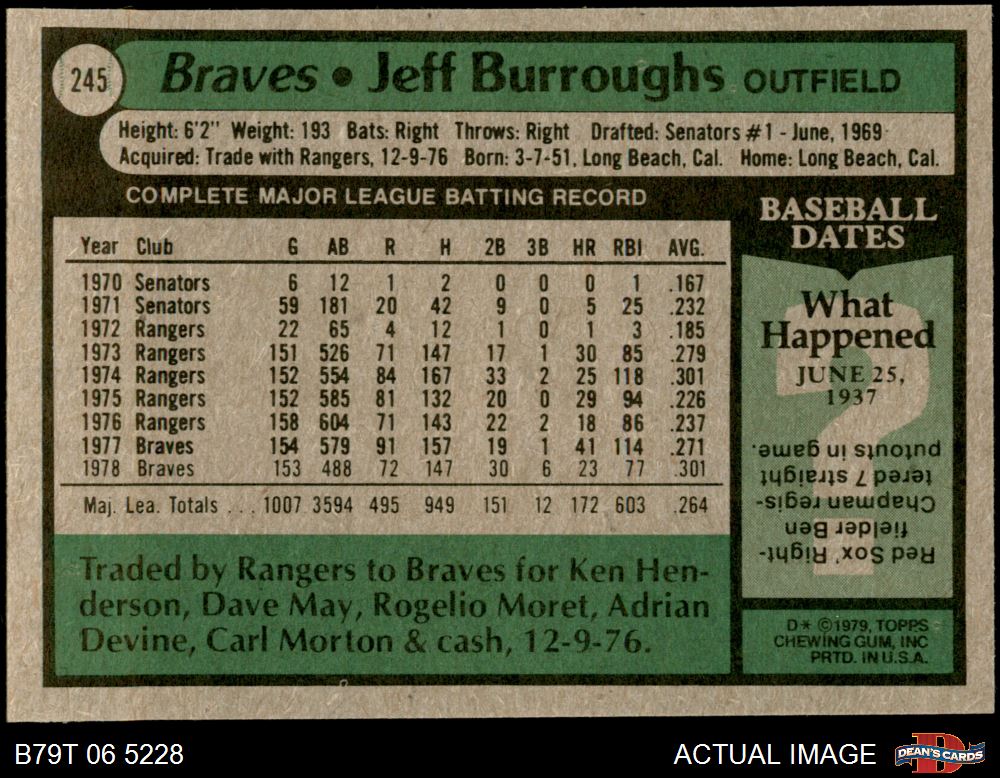 245
Braves • Jeff Burroughs OUTFIELD
Height: 6'2" Weight: 193 Bats: Right Throws: Right Drafted: Senators #1 - June, 1969
Acquired: Trade with Rangers, 12-9-76 Born: 3-7-51, Long Beach, Cal. Home: Long Beach, Cal.
COMPLETE MAJOR LEAGUE BATTING RECORD
Year Club G AB R H 2B 3B HR RBI AVG.
1970 Senators 6 12 1 2 0 0 0 1 .167
1971 Senators 59 181 20 42 9 0 5 25 .232
1972 Rangers 22 65 4 12 1 0 1 3 .185
1973 Rangers 151 526 71 147 17 1 30 85 .279
1974 Rangers 152 554 84 167 33 2 25 118 .301
1975 Rangers 152 585 81 132 20 0 29 94 .226
1976 Rangers 158 604 71 143 22 2 18 86 .237
1977 Braves 154 579 91 157 19 1 41 114 .271
1978 Braves 153 488 72 147 30 6 23 77 .301
Maj. Lea. Totals . . . 1007 3594 495 949 151 12 172 603 .264
Traded by Rangers to Braves for Ken Hen-
derson, Dave May, Rogelio Moret, Adrian
Devine, Carl Morton & cash, 12-9-76.
BASEBALL
DATES
What
Happened
JUNE 25,
1937
Red Sox' Right-
fielder Ben
Chapman regis-
tered 7 straight
putouts in game.
D* ©1979, TOPPS
CHEWING GUM, INC
PRTD. IN U.S.A.
B79T 06 5228
ACTUAL IMAGE
DEAN'S CARDS